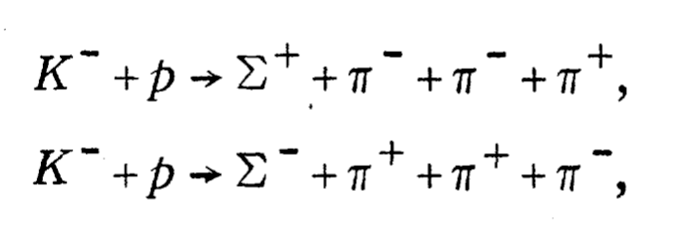 K⁻ + p → Σ⁺ + π⁻ + π⁻ + π⁺,
K⁻ + p → Σ⁻ + π⁺ + π⁺ + π⁻,